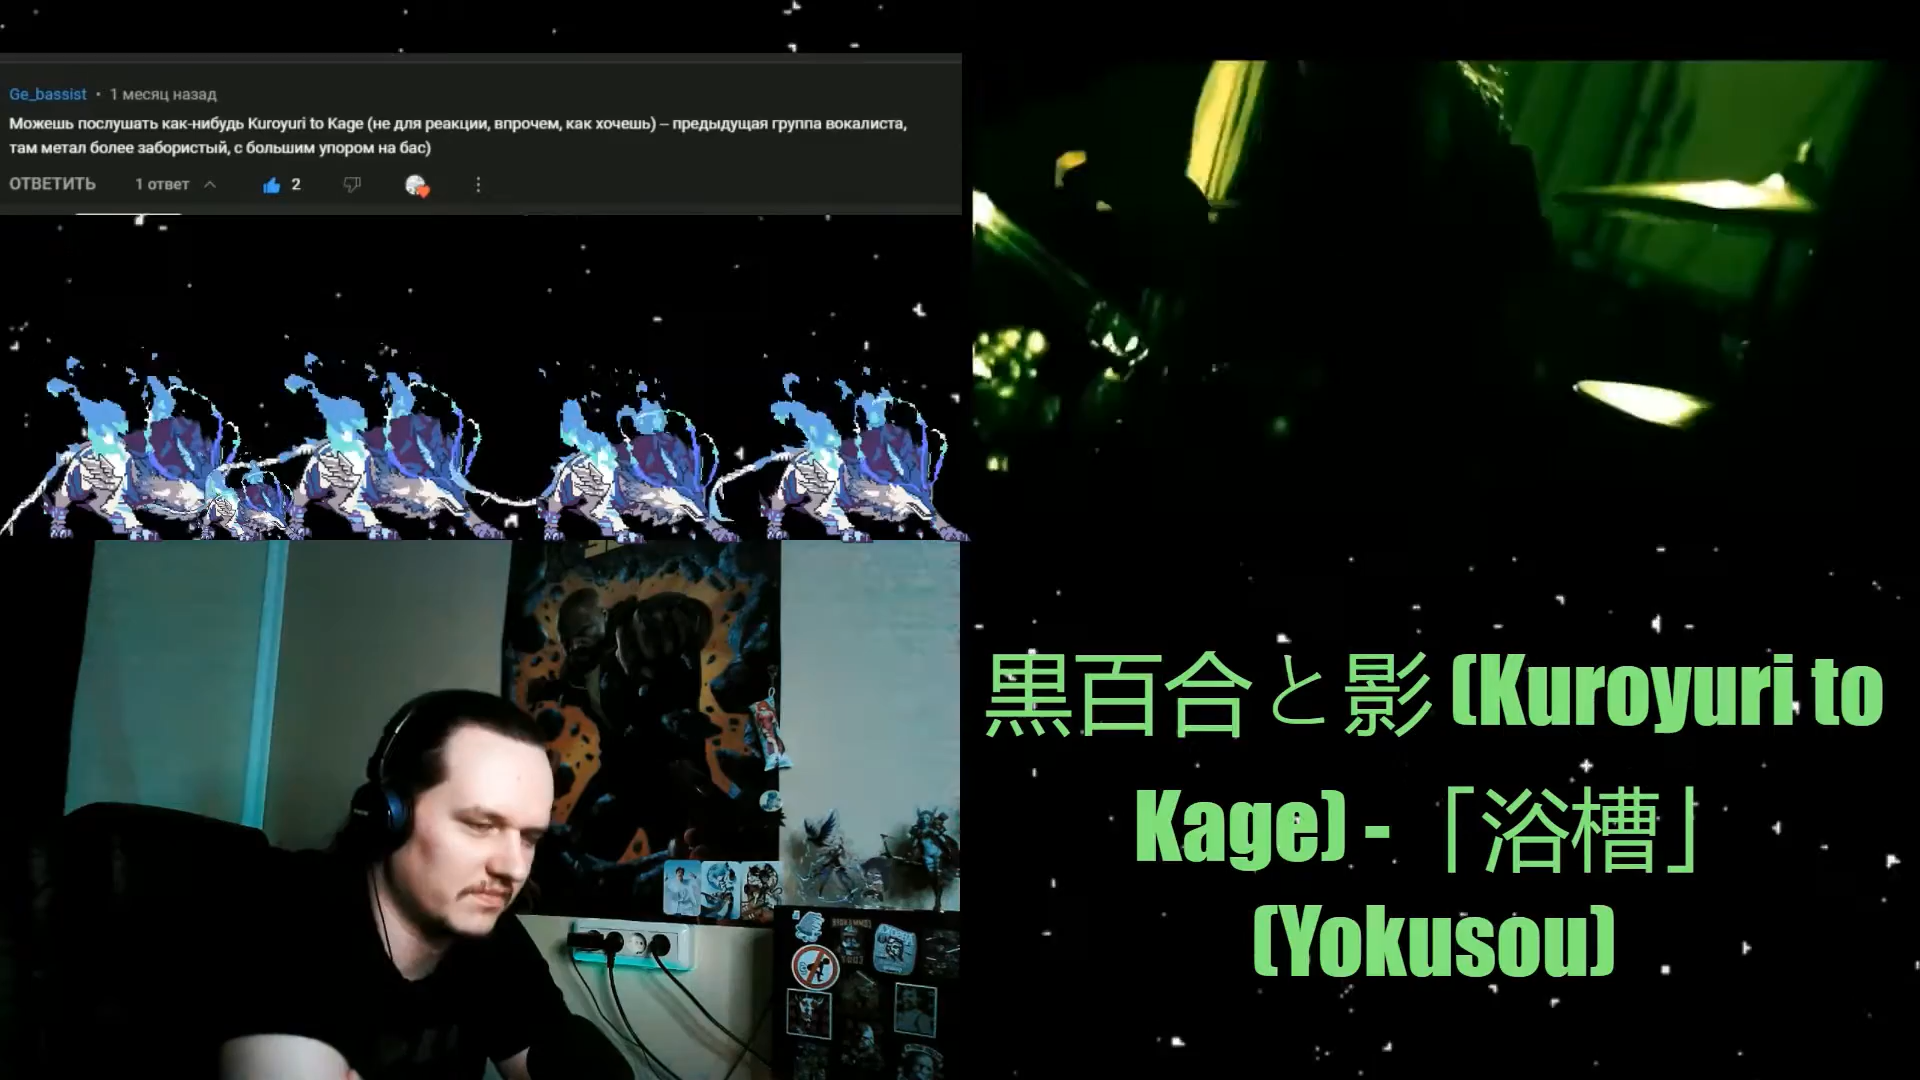 Ge_bassist • 1 месяц назад
Можешь послушать как-нибудь Kuroyuri to Kage (не для реакции, впрочем, как хочешь) – предыдущая группа вокалиста,
там метал более забористый, с большим упором на бас)
ОТВЕТИТЬ 1 ответ 2
黒百合と影 (Kuroyuri to
Kage) -「浴槽」
(Yokusou)